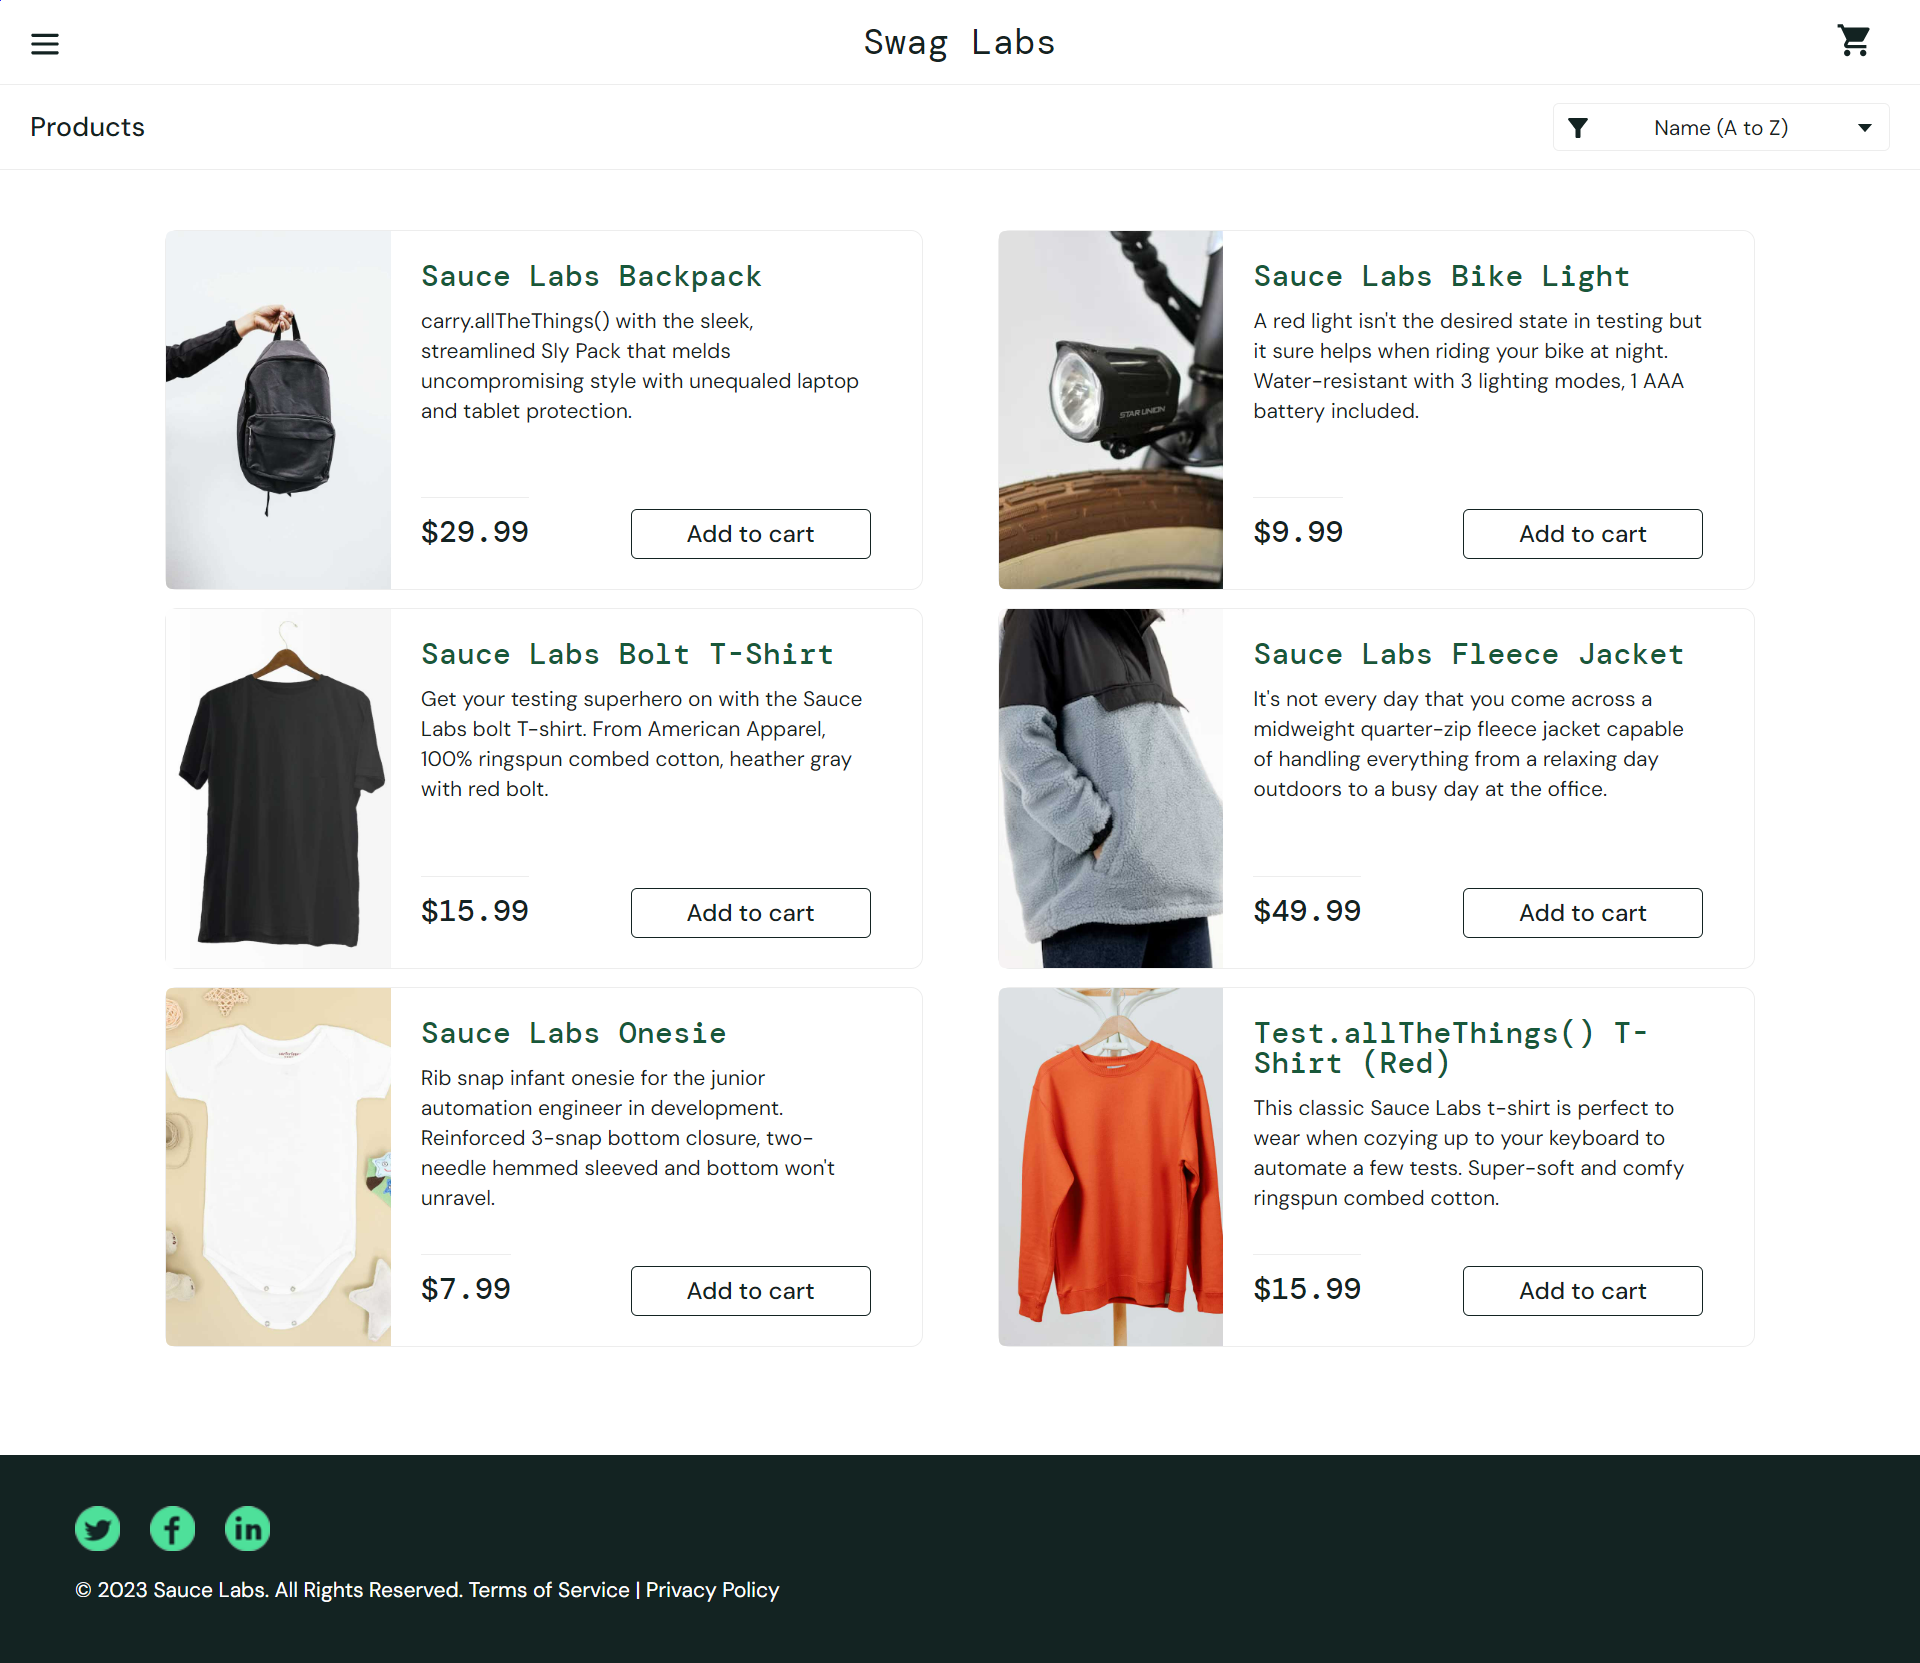 Swag Labs
Products
Name (A to Z)
Sauce Labs Backpack
carry.allTheThings() with the sleek,
streamlined Sly Pack that melds
uncompromising style with unequaled laptop
and tablet protection.
$29.99
Add to cart
Sauce Labs Bike Light
A red light isn't the desired state in testing but
it sure helps when riding your bike at night.
Water-resistant with 3 lighting modes, 1 AAA
battery included.
STAR UNION
$9.99
Add to cart
Sauce Labs Bolt T-Shirt
Get your testing superhero on with the Sauce
Labs bolt T-shirt. From American Apparel,
100% ringspun combed cotton, heather gray
with red bolt.
$15.99
Add to cart
Sauce Labs Fleece Jacket
It's not every day that you come across a
midweight quarter-zip fleece jacket capable
of handling everything from a relaxing day
outdoors to a busy day at the office.
$49.99
Add to cart
Sauce Labs Onesie
Rib snap infant onesie for the junior
automation engineer in development.
Reinforced 3-snap bottom closure, two-
needle hemmed sleeved and bottom won't
unravel.
$7.99
Add to cart
Test.allTheThings() T-
Shirt (Red)
This classic Sauce Labs t-shirt is perfect to
wear when cozying up to your keyboard to
automate a few tests. Super-soft and comfy
ringspun combed cotton.
$15.99
Add to cart
© 2023 Sauce Labs. All Rights Reserved. Terms of Service | Privacy Policy